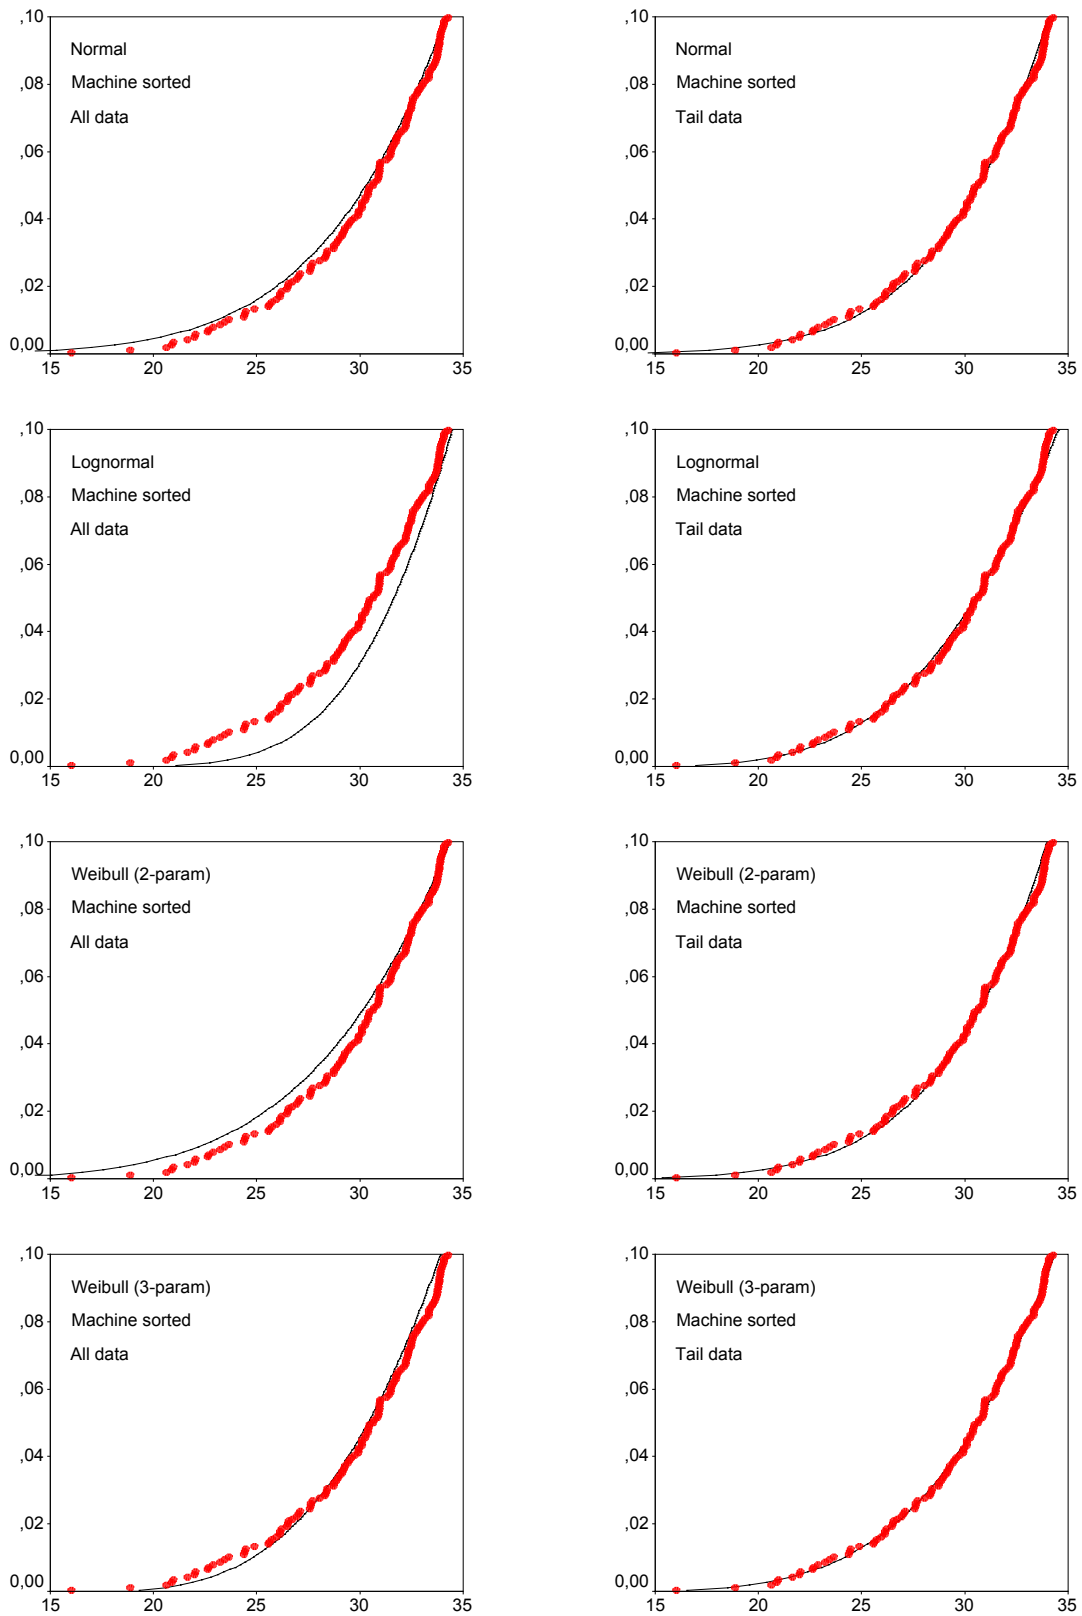 ,10
,08
,06
,04
,02
0,00
15 20 25 30 35
Normal
Machine sorted
All data
,10
,08
,06
,04
,02
0,00
15 20 25 30 35
Normal
Machine sorted
Tail data
,10
,08
,06
,04
,02
0,00
15 20 25 30 35
Lognormal
Machine sorted
All data
,10
,08
,06
,04
,02
0,00
15 20 25 30 35
Lognormal
Machine sorted
Tail data
,10
,08
,06
,04
,02
0,00
15 20 25 30 35
Weibull (2-param)
Machine sorted
All data
,10
,08
,06
,04
,02
0,00
15 20 25 30 35
Weibull (2-param)
Machine sorted
Tail data
,10
,08
,06
,04
,02
0,00
15 20 25 30 35
Weibull (3-param)
Machine sorted
All data
,10
,08
,06
,04
,02
0,00
15 20 25 30 35
Weibull (3-param)
Machine sorted
Tail data